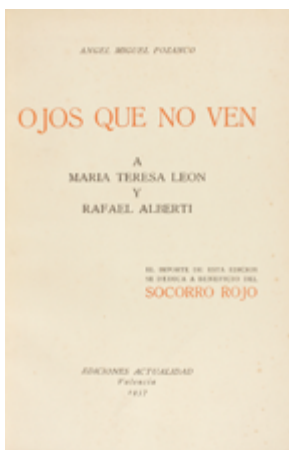 ANGEL MIGUEL POZANCO
OJOS QUE NO VEN
A
MARIA TERESA LEON
Y
RAFAEL ALBERTI
EL IMPORTE DE ESTA EDICION
SE DEDICA A BENEFICIO DEL
SOCORRO ROJO
EDICIONES ACTUALIDAD
Valencia
1937